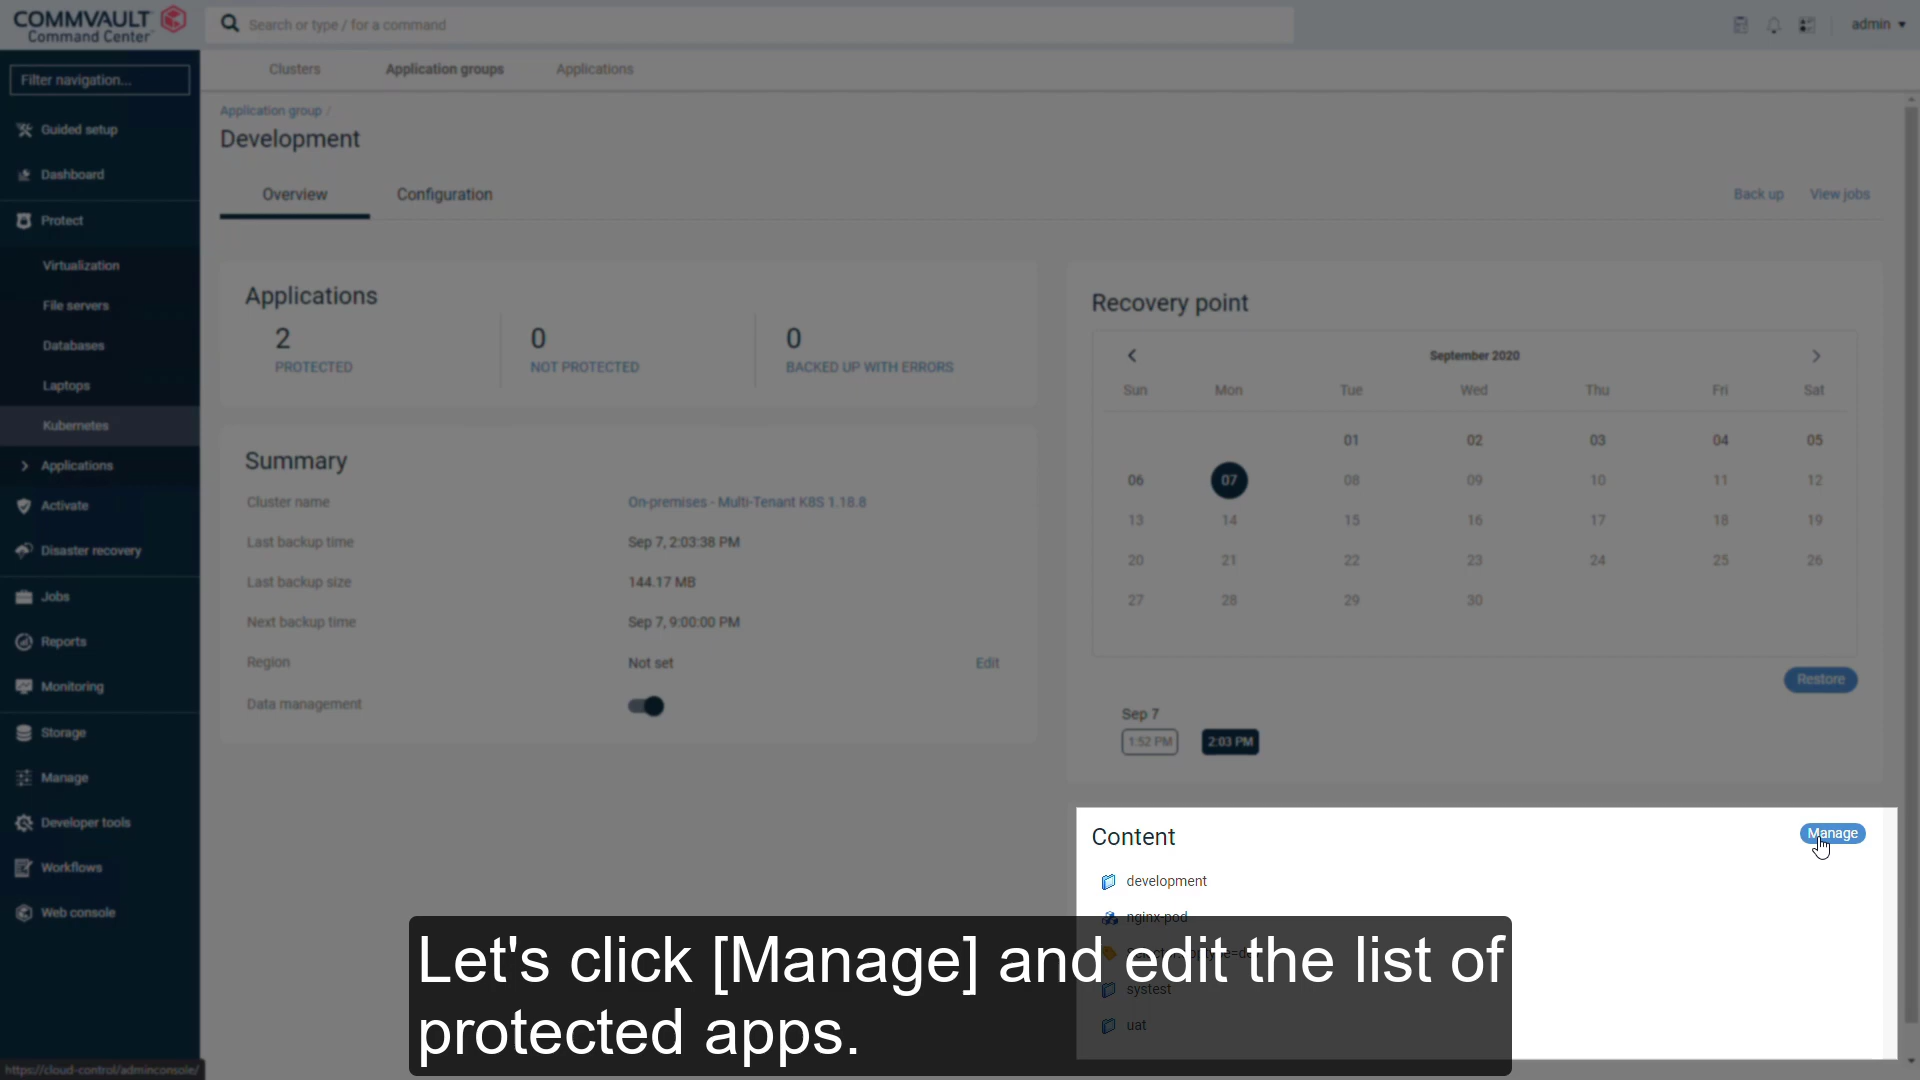 COMMVAULT
Command Center
Search or type / for a command
admin
Filter navigation...
Guided setup
Dashboard
Protect
Virtualization
File servers
Databases
Laptops
Kubernetes
Applications
Activate
Disaster recovery
Jobs
Reports
Monitoring
Storage
Manage
Developer tools
Workflows
Web console
https://cloud-control/adminconsole/
Clusters Application groups Applications
Application group /
Development
Overview Configuration Back up View jobs
Applications
2 0 0
PROTECTED NOT PROTECTED BACKED UP WITH ERRORS
Summary
Cluster name On-premises - Multi-Tenant K8S 1.18.8
Last backup time Sep 7, 2:03:38 PM
Last backup size 144.17 MB
Next backup time Sep 7, 9:00:00 PM
Region Not set Edit
Data management
Recovery point
September 2020
Sun Mon Tue Wed Thu Fri Sat
01 02 03 04 05
06 07 08 09 10 11 12
13 14 15 16 17 18 19
20 21 22 23 24 25 26
27 28 29 30
Restore
Sep 7
1:52 PM 2:03 PM
Content Manage
development
nginx-pod
systest
uat
Let's click [Manage] and edit the list of
protected apps.